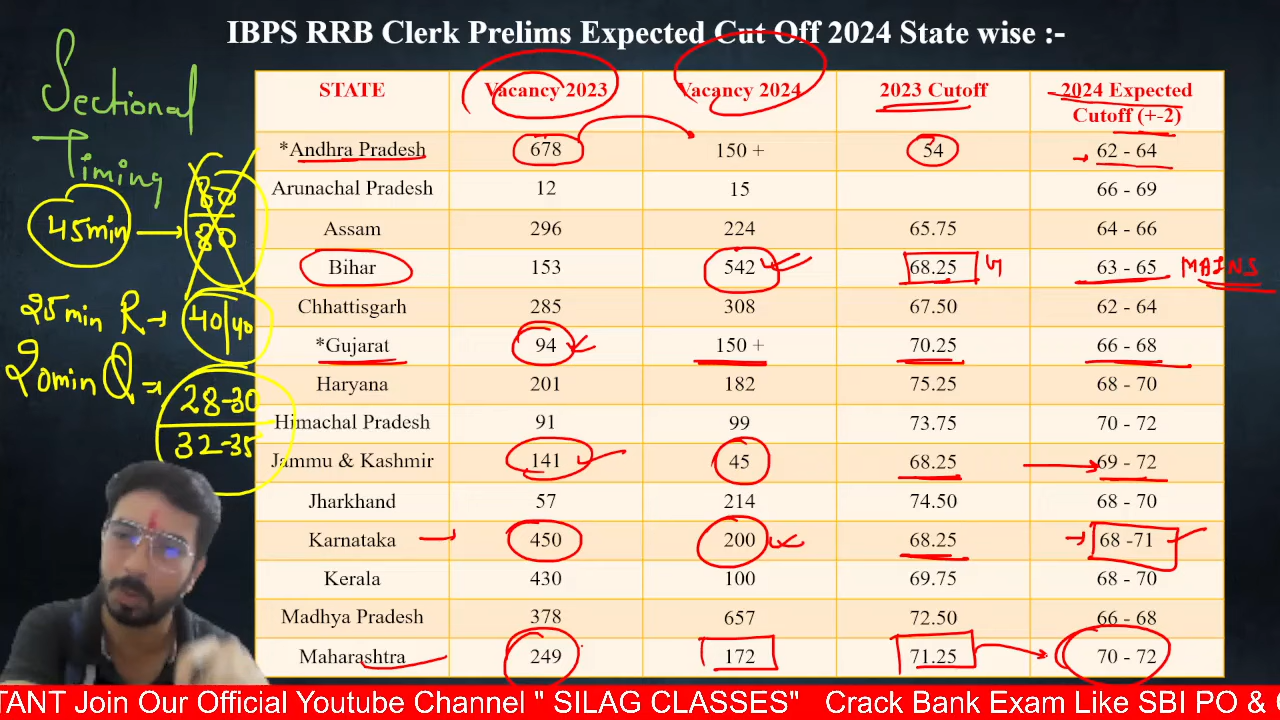 IBPS RRB Clerk Prelims Expected Cut Off 2024 State wise :-
Sectional
Timing
45min
80
80
25min R
40|40
20min Q
28-30
32-35
STATE Vacancy 2023 Vacancy 2024 2023 Cutoff 2024 Expected Cutoff (+-2)
*Andhra Pradesh 678 150 + 54 62 - 64
Arunachal Pradesh 12 15 66 - 69
Assam 296 224 65.75 64 - 66
Bihar 153 542 68.25 63 - 65 MAINS
Chhattisgarh 285 308 67.50 62 - 64
*Gujarat 94 150 + 70.25 66 - 68
Haryana 201 182 75.25 68 - 70
Himachal Pradesh 91 99 73.75 70 - 72
Jammu & Kashmir 141 45 68.25 69 - 72
Jharkhand 57 214 74.50 68 - 70
Karnataka 450 200 68.25 68 -71
Kerala 430 100 69.75 68 - 70
Madhya Pradesh 378 657 72.50 66 - 68
Maharashtra 249 172 71.25 70 - 72
TANT Join Our Official Youtube Channel " SILAG CLASSES" Crack Bank Exam Like SBI PO &